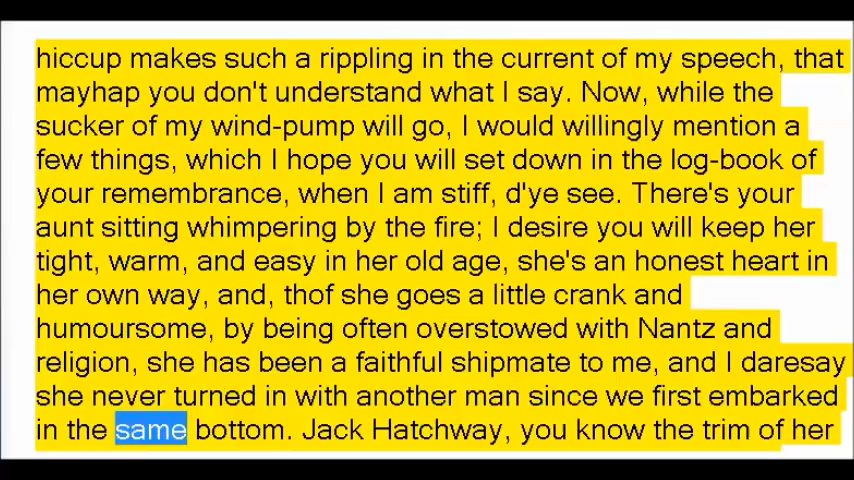 hiccup makes such a rippling in the current of my speech, that
mayhap you don't understand what I say. Now, while the
sucker of my wind-pump will go, I would willingly mention a
few things, which I hope you will set down in the log-book of
your remembrance, when I am stiff, d'ye see. There's your
aunt sitting whimpering by the fire; I desire you will keep her
tight, warm, and easy in her old age, she's an honest heart in
her own way, and, thof she goes a little crank and
humoursome, by being often overstowed with Nantz and
religion, she has been a faithful shipmate to me, and I daresay
she never turned in with another man since we first embarked
in the same bottom. Jack Hatchway, you know the trim of her